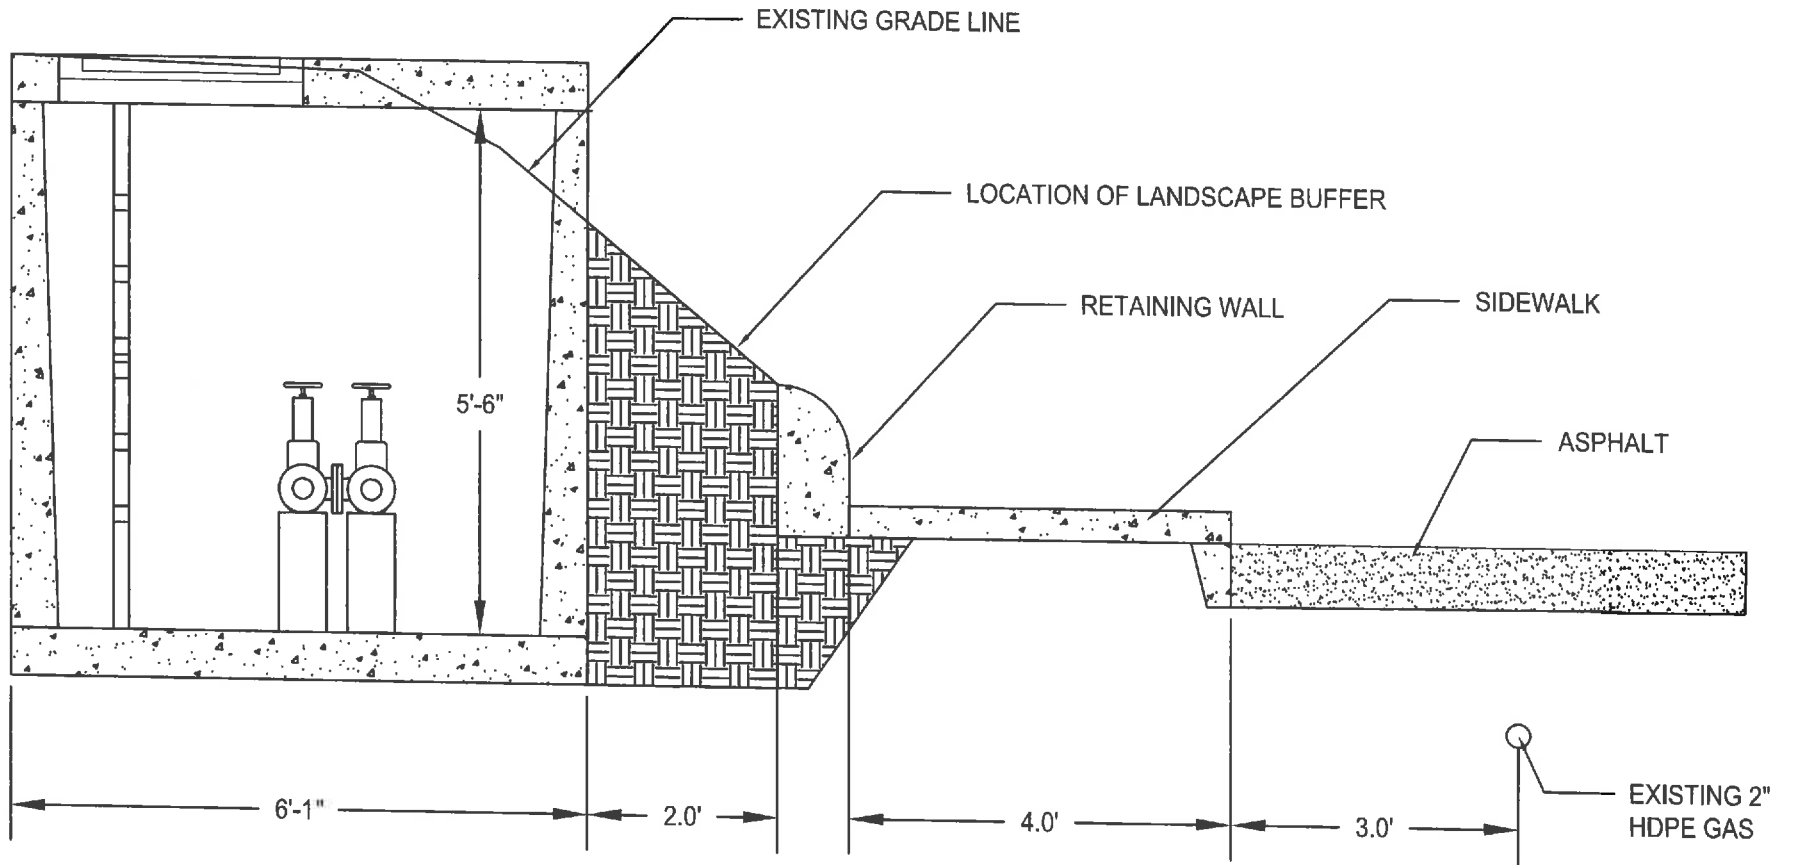 EXISTING GRADE LINE
LOCATION OF LANDSCAPE BUFFER
RETAINING WALL
SIDEWALK
5'-6"
ASPHALT
6'-1"
2.0'
4.0'
3.0'
EXISTING 2"
HDPE GAS